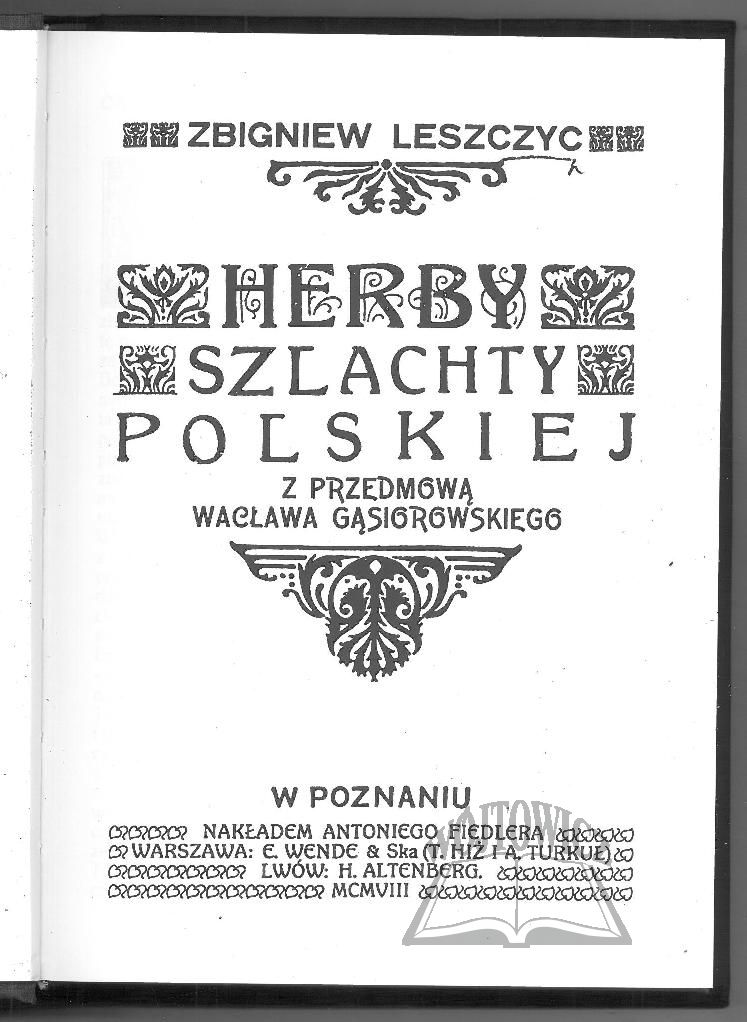 ZBIGNIEW LESZCZYC
h
HERBY
SZLACHTY
POLSKIEJ
Z PRZEDMOWĄ
WACŁAWA GĄSIOROWSKIEGO
W POZNANIU
NAKŁADEM ANTONIEGO FIEDLERA
WARSZAWA: E. WENDE & Ska (T. HIŻ I A. TURKUŁ)
LWÓW: H. ALTENBERG.
MCMVIII
WÓJTOWICZ